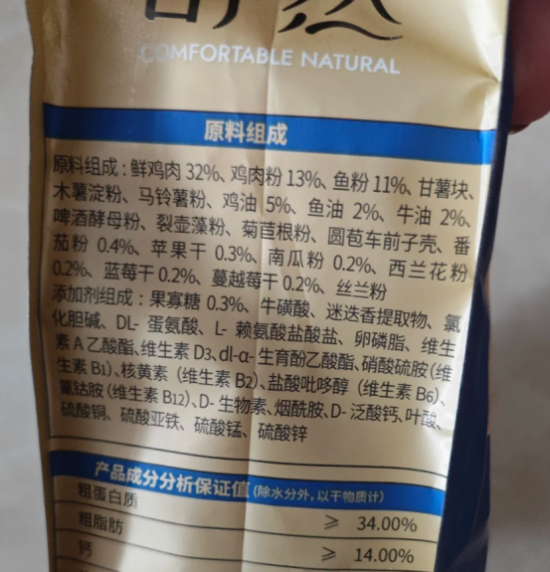 然
COMFORTABLE NATURAL
原料组成
原料组成:鲜鸡肉 32%、鸡肉粉 13%、鱼粉 11%、甘薯块、
木薯淀粉、马铃薯粉、鸡油 5%、鱼油 2%、牛油 2%、
啤酒酵母粉、裂壶藻粉、菊苣根粉、圆苞车前子壳、番
茄粉 0.4%、苹果干 0.3%、南瓜粉 0.2%、西兰花粉
0.2%、蓝莓干 0.2%、蔓越莓干 0.2%、丝兰粉
添加剂组成:果寡糖 0.3%、牛磺酸、迷迭香提取物、氯
化胆碱、DL- 蛋氨酸、L- 赖氨酸盐酸盐、卵磷脂、维生
素 A 乙酸酯、维生素 D3、dl-α- 生育酚乙酸酯、硝酸硫胺(维
生素 B1)、核黄素(维生素 B2)、盐酸吡哆醇(维生素 B6)、
氰钴胺(维生素 B12)、D- 生物素、烟酰胺、D- 泛酸钙、叶酸、
硫酸铜、硫酸亚铁、硫酸锰、硫酸锌
产品成分分析保证值(除水分外,以干物质计)
粗蛋白质 ≥ 34.00%
粗脂肪 ≥ 14.00%
钙